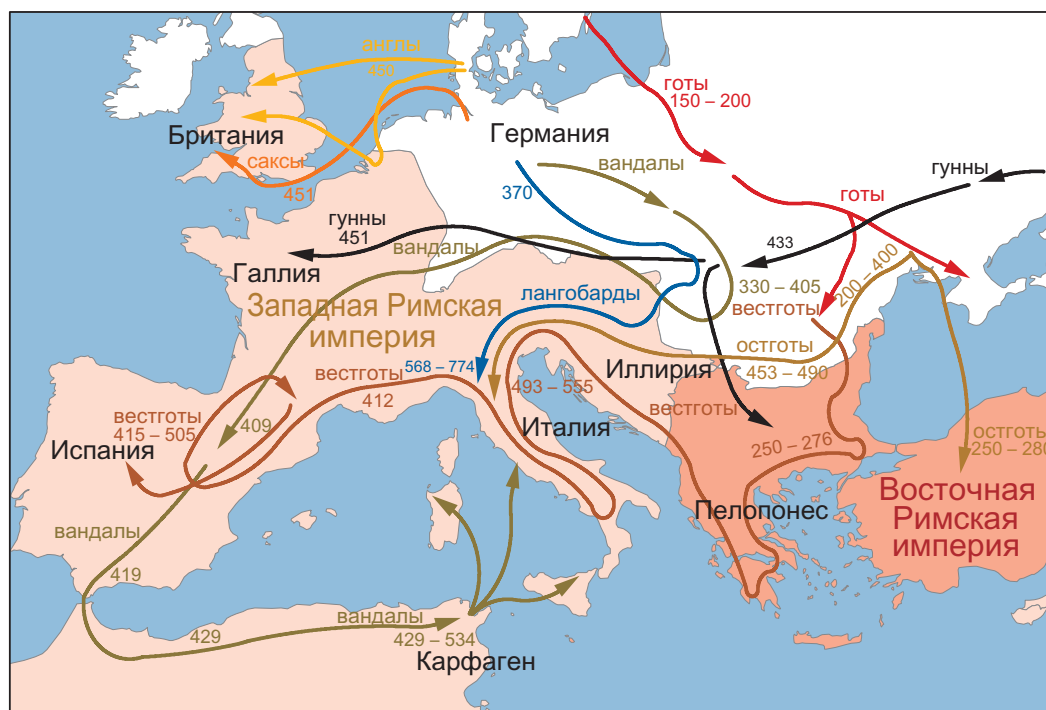 англы
450
готы
150 – 200
Британия
Германия
саксы
451
вандалы
370
гунны
готы
гунны
451
вандалы
433
Галлия
200 – 400
330 – 405
лангобарды
вестготы
Западная Римская
империя
остготы
453 – 490
568 – 774
вестготы
412
493 – 555
Иллирия
вестготы
вестготы
415 – 505
409
Италия
Испания
250 – 276
остготы
250 – 280
Восточная
Римская
империя
Пелопонес
вандалы
419
вандалы
429
429 – 534
Карфаген